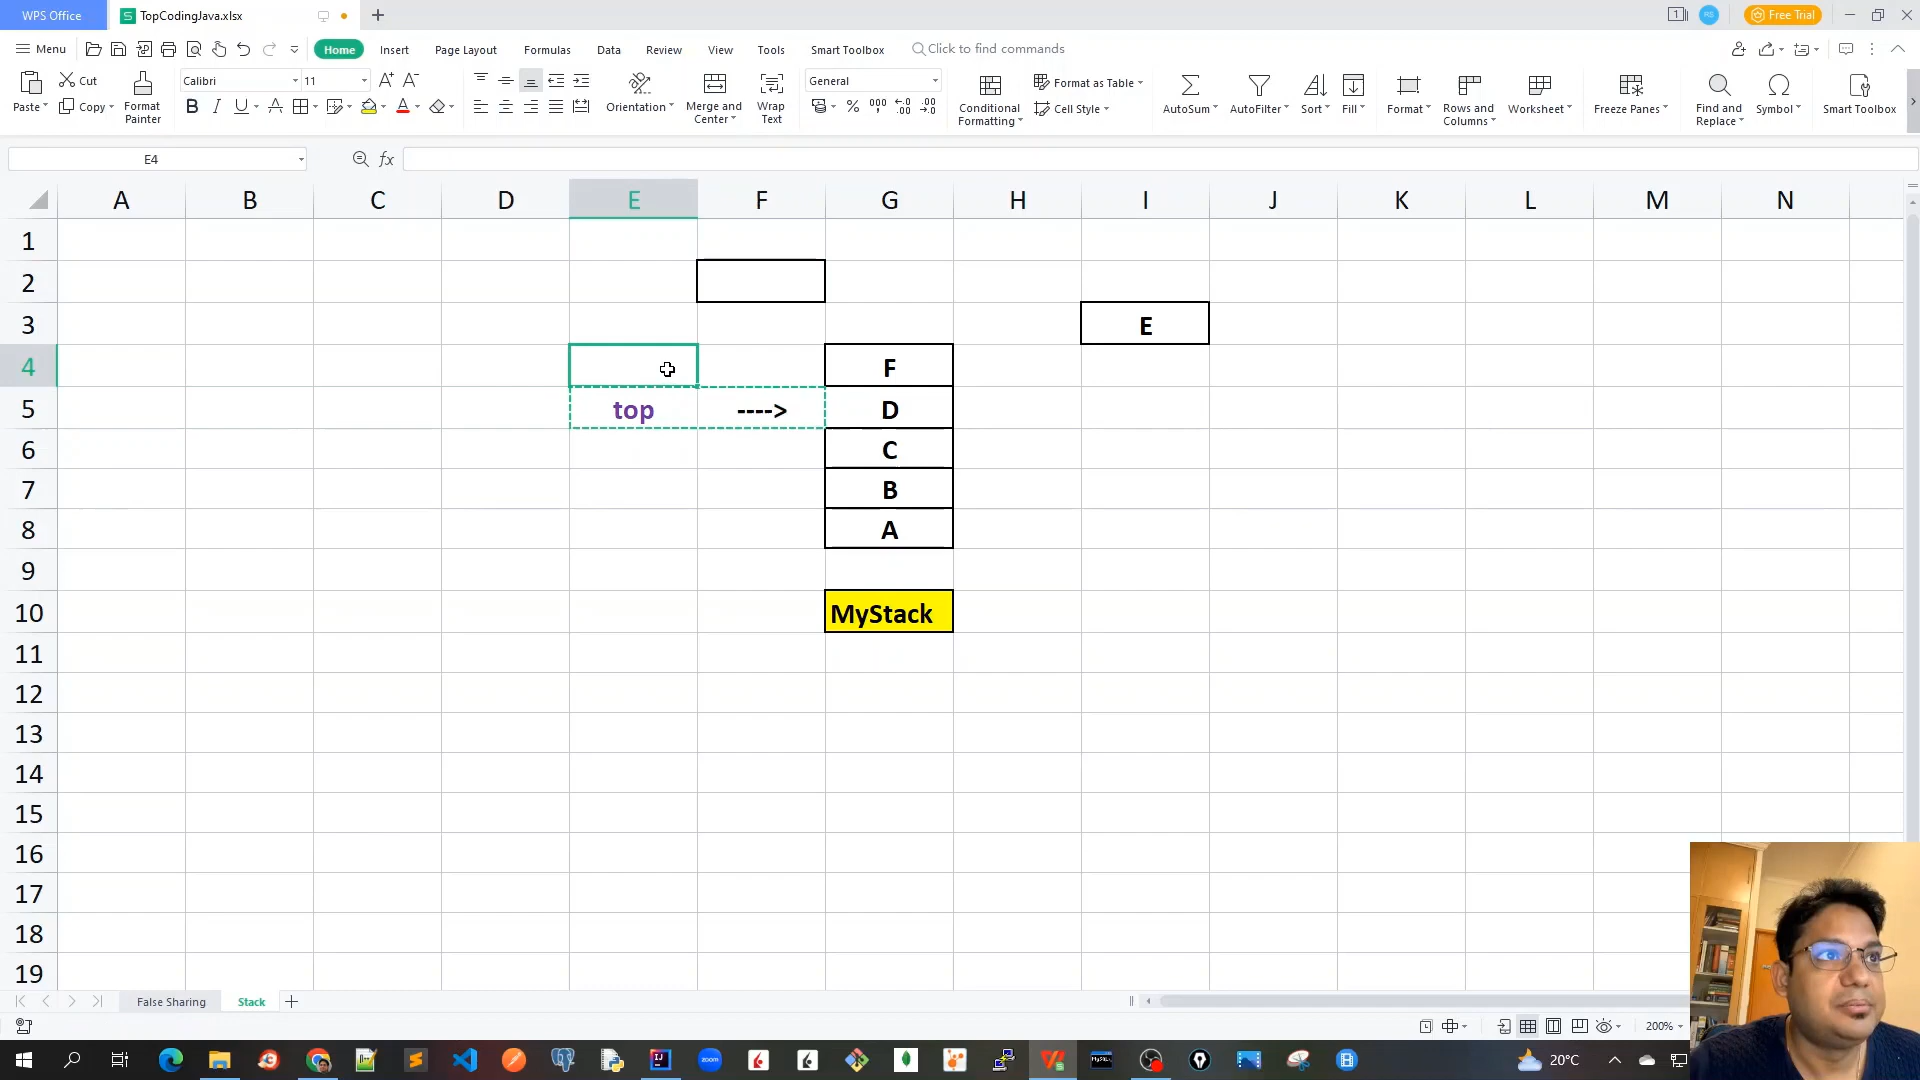 WPS Office
TopCodingJava.xlsx
RS
Free Trial
Menu
Home
Insert
Page Layout
Formulas
Data
Review
View
Tools
Smart Toolbox
Click to find commands
Paste
Cut
Copy
Format
Painter
Calibri
11
Orientation
Merge and
Center
Wrap
Text
General
Conditional
Formatting
Format as Table
Cell Style
AutoSum
AutoFilter
Sort
Fill
Format
Rows and
Columns
Worksheet
Freeze Panes
Find and
Replace
Symbol
Smart Toolbox
E4
fx
A B C D E F G H I J K L M N
1
2
3 E
4 F
5 top ----> D
6 C
7 B
8 A
9
10 MyStack
11
12
13
14
15
16
17
18
19
False Sharing
Stack
200%
20°C